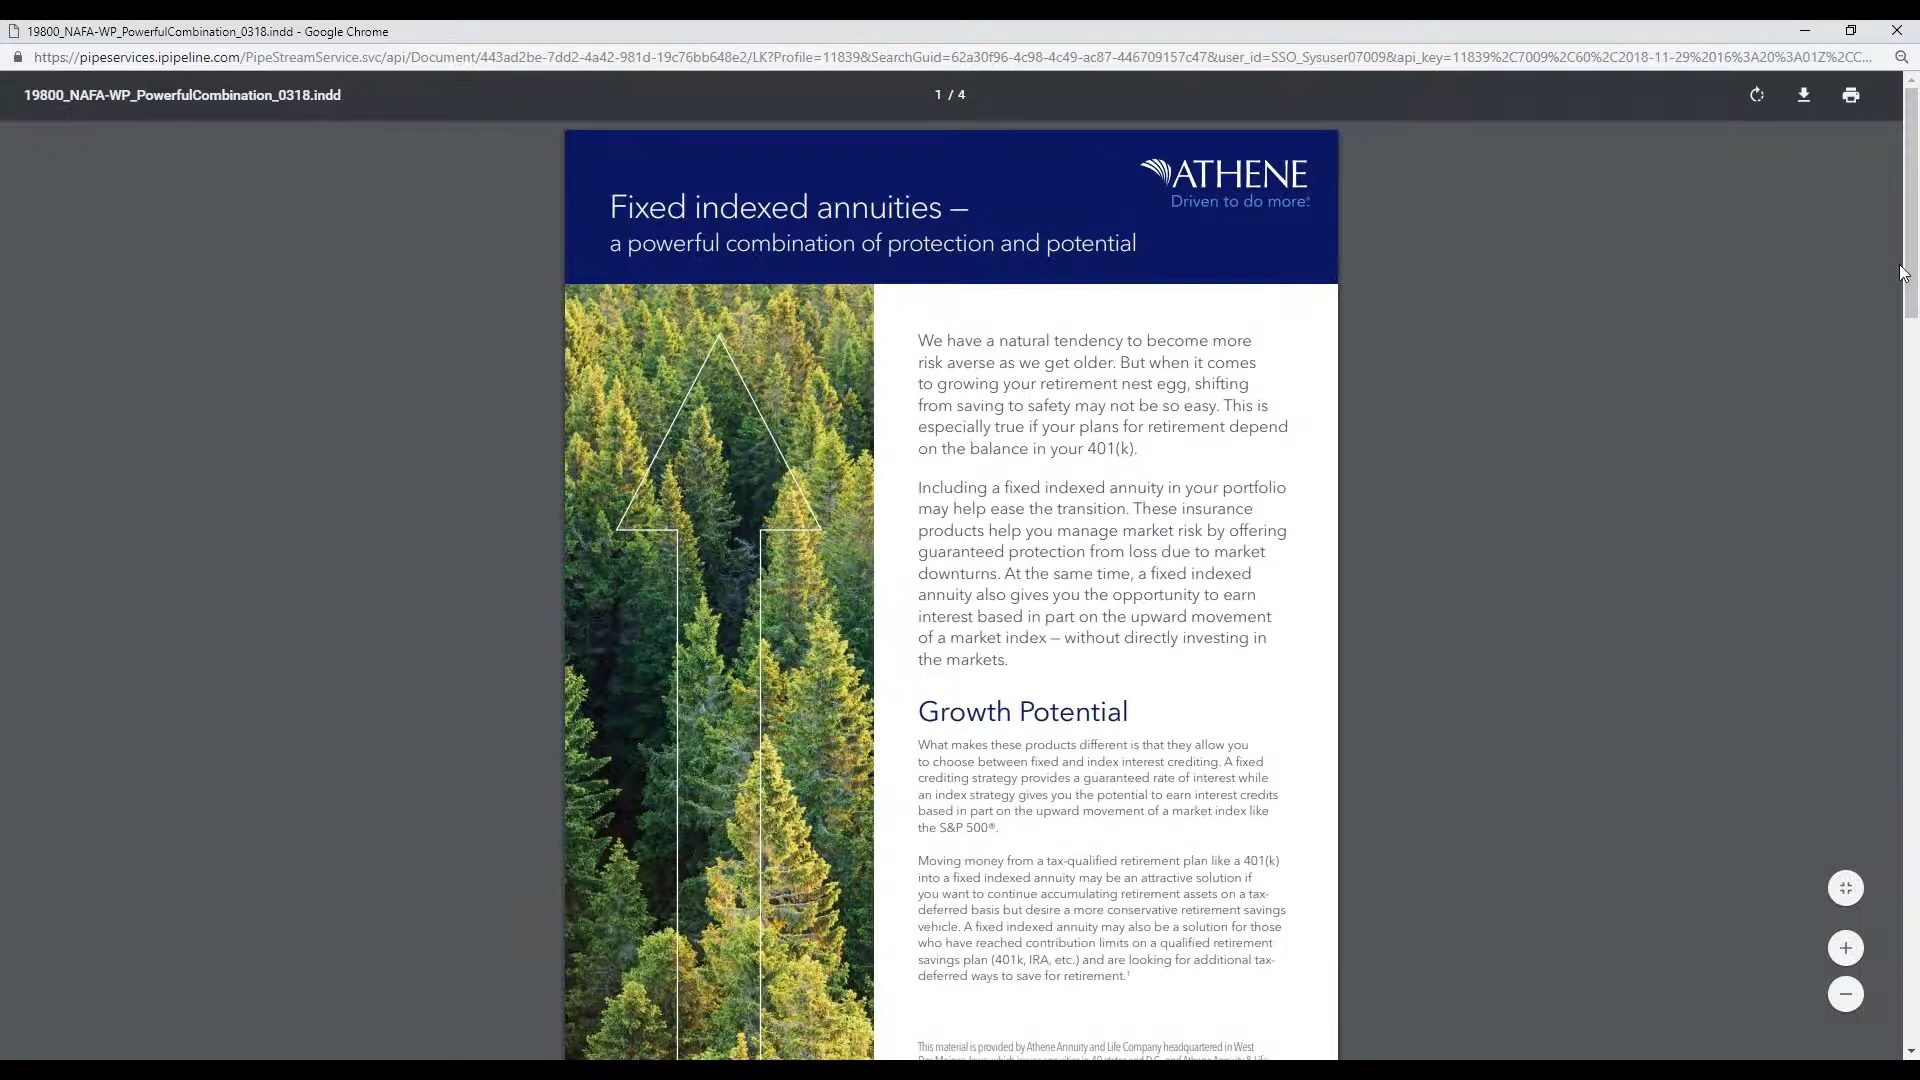 19800_NAFA-WP_PowerfulCombination_0318.indd - Google Chrome
https://pipeservices.ipipeline.com/PipeStreamService.svc/api/Document/443ad2be-7dd2-4a42-981d-19c76bb648e2/LK?Profile=11839&SearchGuid=62a30f96-4c98-4c49-ac87-446709157c47&user_id=SSO_Sysuser07009&api_key=11839%2C7009%2C60%2C2018-11-29%2016%3A20%3A01Z%2CC...
19800_NAFA-WP_PowerfulCombination_0318.indd
1 / 4
ATHENE
Driven to do more.
Fixed indexed annuities –
a powerful combination of protection and potential
We have a natural tendency to become more
risk averse as we get older. But when it comes
to growing your retirement nest egg, shifting
from saving to safety may not be so easy. This is
especially true if your plans for retirement depend
on the balance in your 401(k).
Including a fixed indexed annuity in your portfolio
may help ease the transition. These insurance
products help you manage market risk by offering
guaranteed protection from loss due to market
downturns. At the same time, a fixed indexed
annuity also gives you the opportunity to earn
interest based in part on the upward movement
of a market index – without directly investing in
the markets.
Growth Potential
What makes these products different is that they allow you
to choose between fixed and index interest crediting. A fixed
crediting strategy provides a guaranteed rate of interest while
an index strategy gives you the potential to earn interest credits
based in part on the upward movement of a market index like
the S&P 500®.
Moving money from a tax-qualified retirement plan like a 401(k)
into a fixed indexed annuity may be an attractive solution if
you want to continue accumulating retirement assets on a tax-
deferred basis but desire a more conservative retirement savings
vehicle. A fixed indexed annuity may also be a solution for those
who have reached contribution limits on a qualified retirement
savings plan (401k, IRA, etc.) and are looking for additional tax-
deferred ways to save for retirement.¹
This material is provided by Athene Annuity and Life Company headquartered in West